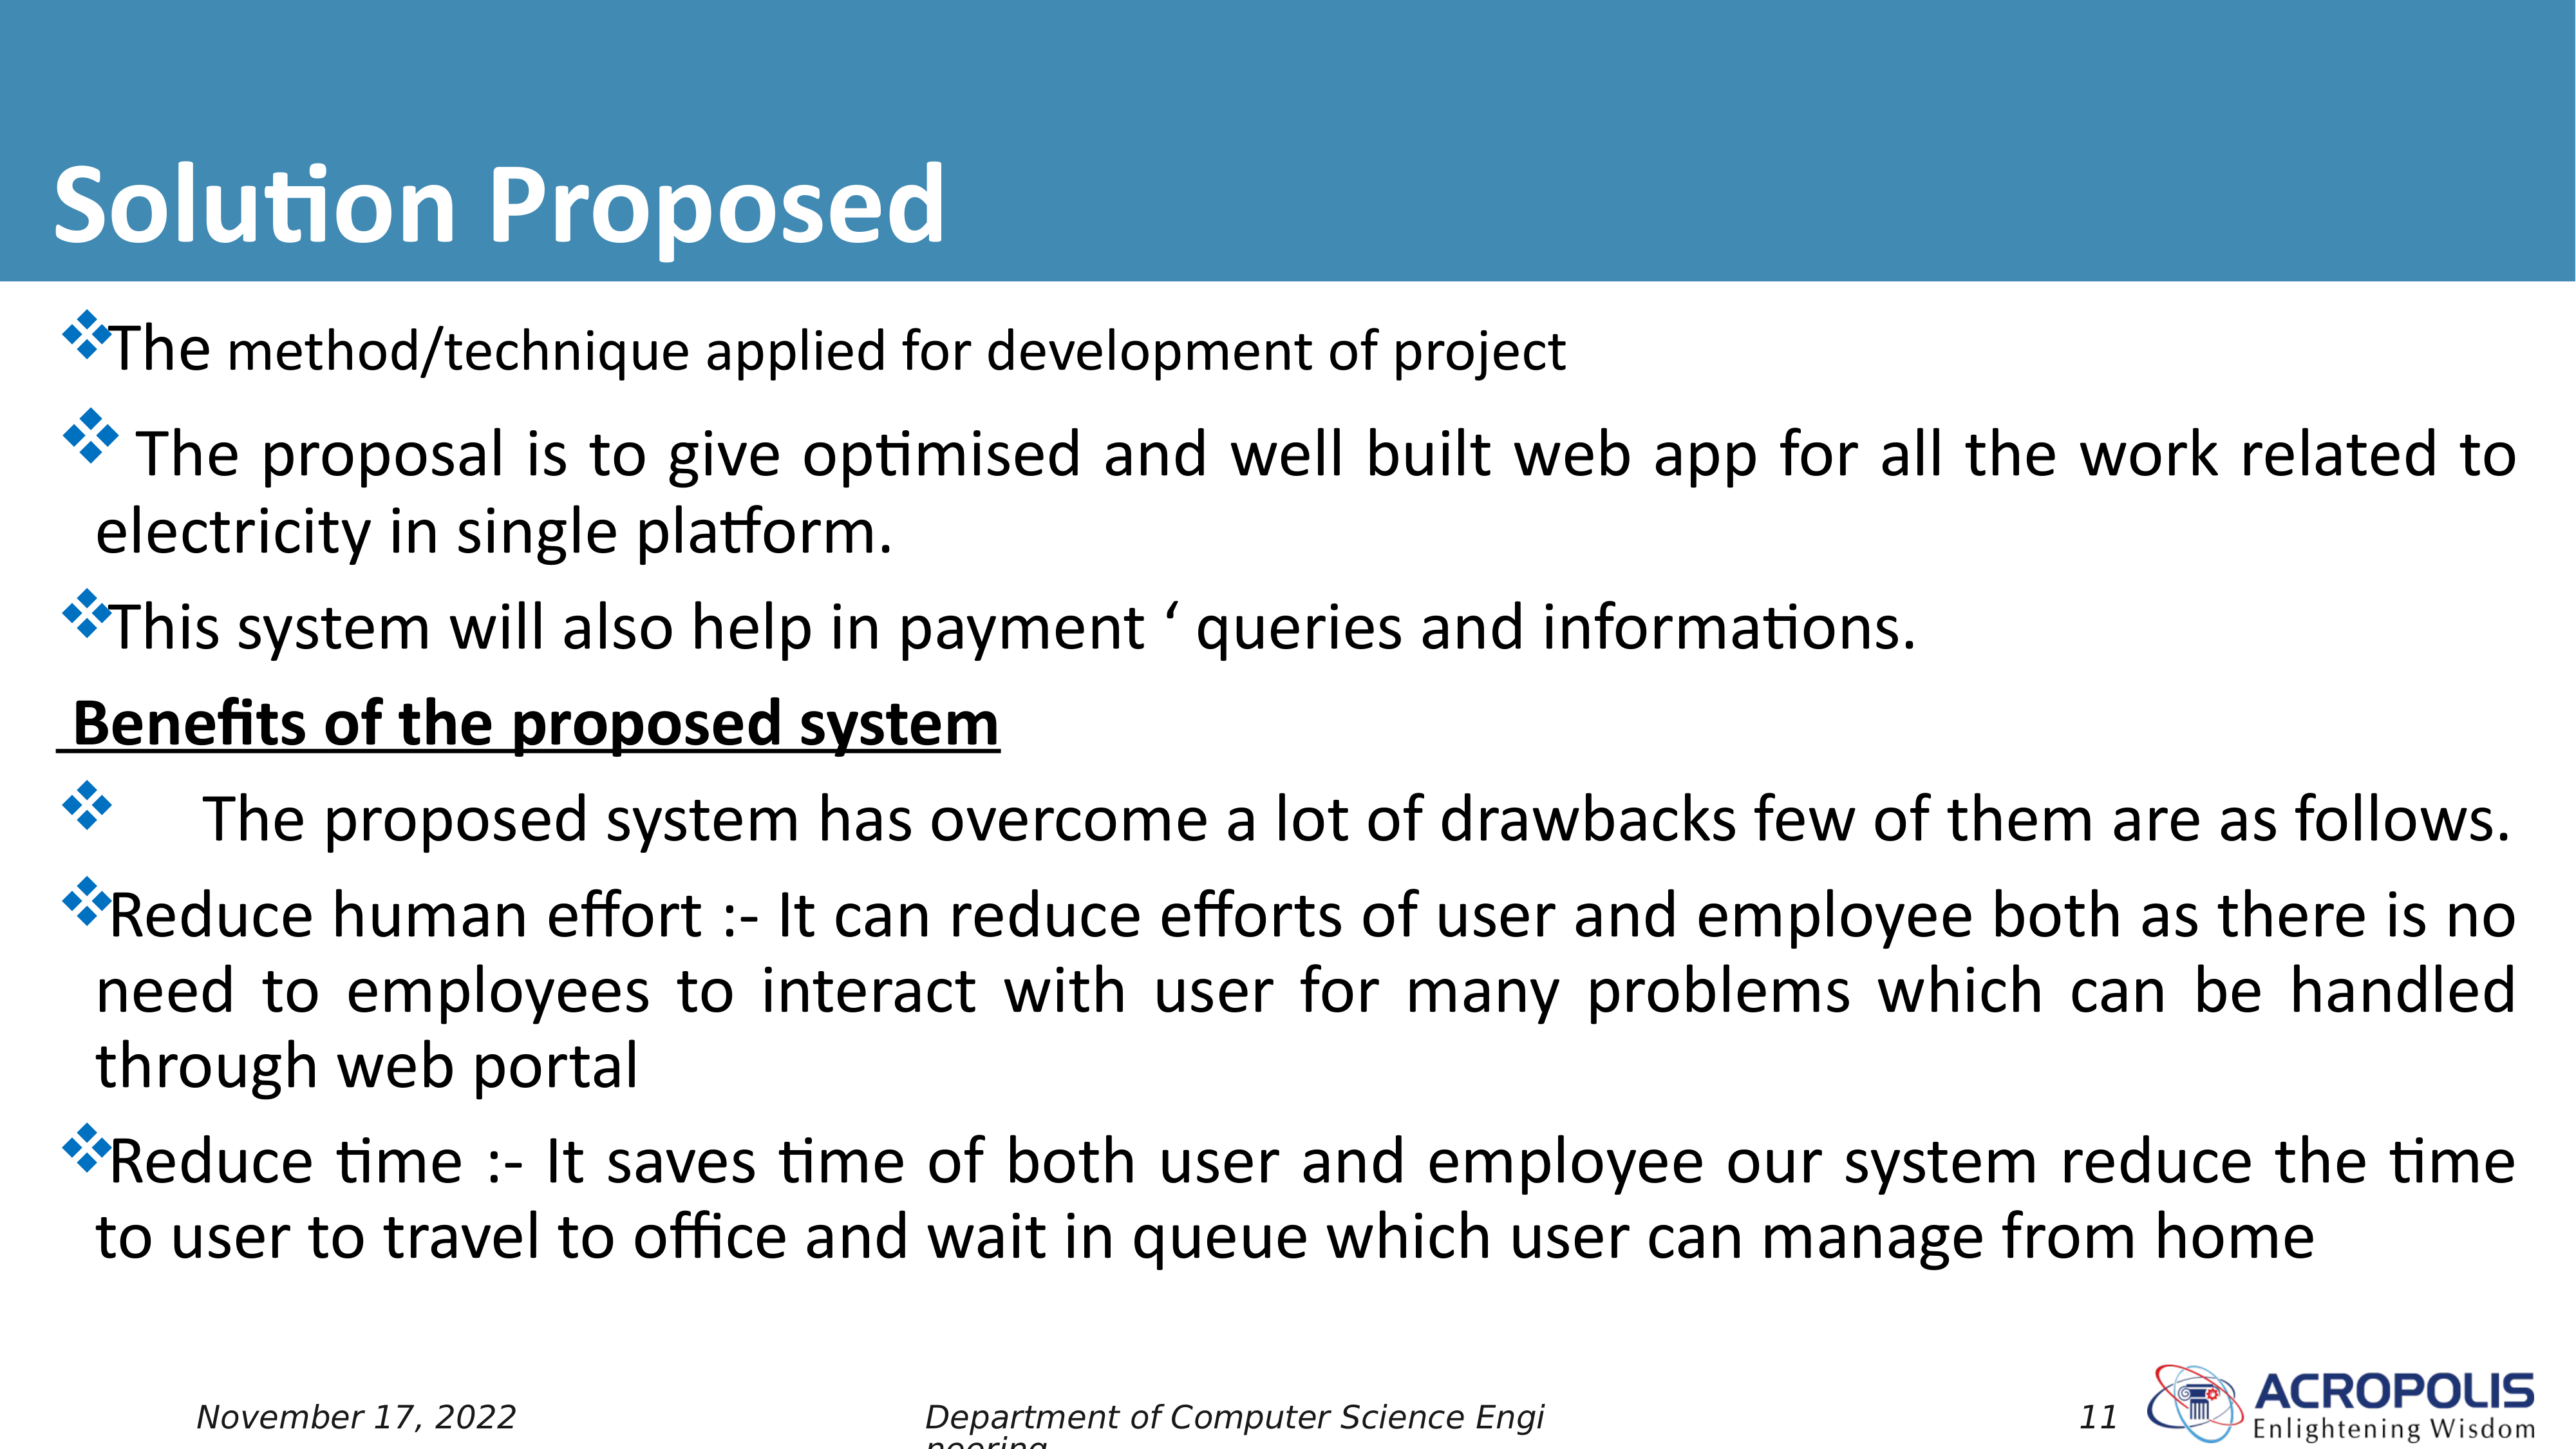 Solution Proposed
❖The method/technique applied for development of project
❖ The proposal is to give optimised and well built web app for all the work related to
electricity in single platform.
❖This system will also help in payment ‘ queries and informations.
Benefits of the proposed system
❖ The proposed system has overcome a lot of drawbacks few of them are as follows.
❖Reduce human effort :- It can reduce efforts of user and employee both as there is no
need to employees to interact with user for many problems which can be handled
through web portal
❖Reduce time :- It saves time of both user and employee our system reduce the time
to user to travel to office and wait in queue which user can manage from home
November 17, 2022
Department of Computer Science Engi
neering
11
ACROPOLIS
Enlightening Wisdom